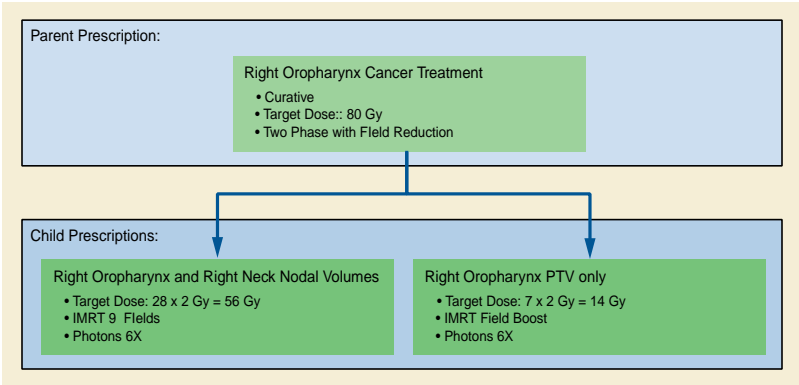 Parent Prescription:
Right Oropharynx Cancer Treatment
• Curative
• Target Dose:: 80 Gy
• Two Phase with FIeld Reduction
Child Prescriptions:
Right Oropharynx and Right Neck Nodal Volumes
• Target Dose: 28 x 2 Gy = 56 Gy
• IMRT 9 FIelds
• Photons 6X
Right Oropharynx PTV only
• Target Dose: 7 x 2 Gy = 14 Gy
• IMRT Field Boost
• Photons 6X